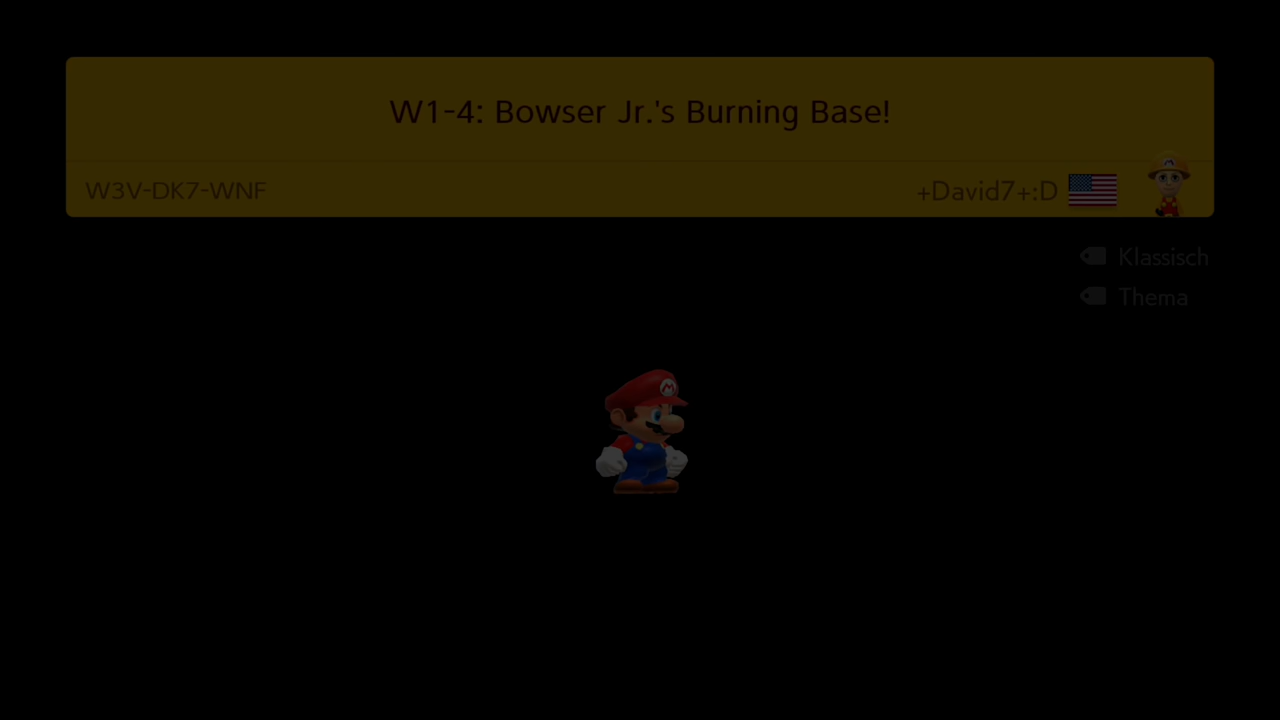 W1-4: Bowser Jr.'s Burning Base!
W3V-DK7-WNF
+David7+:D
Klassisch
Thema